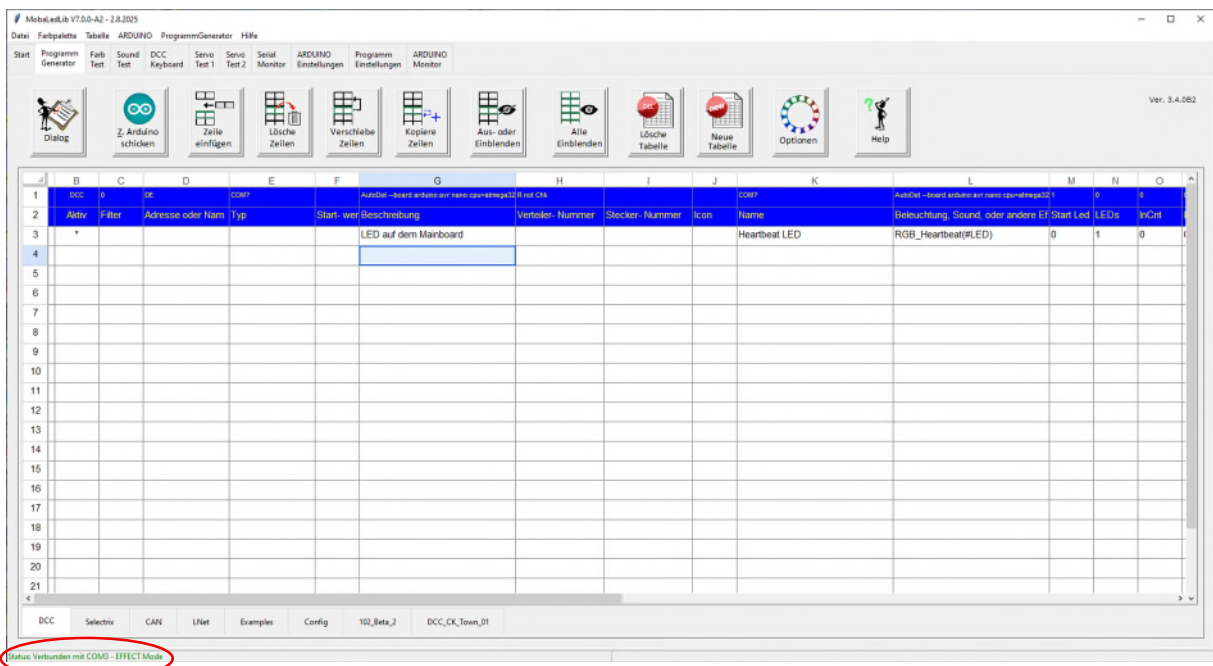 MobaLedLib V7.0.0-A2 - 2.8.2025
Datei Farbpalette Tabelle ARDUINO ProgrammGenerator Hilfe
Start Programm Generator Farb Test Sound Test DCC Keyboard Servo Test 1 Servo Test 2 Serial Monitor ARDUINO Einstellungen Programm Einstellungen ARDUINO Monitor
Dialog
Z. Arduino schicken
Zeile einfügen
Lösche Zeilen
Verschiebe Zeilen
Kopiere Zeilen
Aus- oder Einblenden
Alle Einblenden
DEL
Lösche Tabelle
NEW
Neue Tabelle
Optionen
Help
Ver. 3.4.0B2
B C D E F G H I J K L M N O
1 DCC 0 DE COM? AutoDet --board arduino:avr:nano:cpu=atmega32 R not Chk COM? AutoDet --board arduino:avr:nano:cpu=atmega32 1 0 0
2 Aktiv Filter Adresse oder Nam Typ Start- wer Beschreibung Verteiler- Nummer Stecker- Nummer Icon Name Beleuchtung, Sound, oder andere Ef Start Led LEDs InCnt
3 * LED auf dem Mainboard Heartbeat LED RGB_Heartbeat(#LED) 0 1 0
4
5
6
7
8
9
10
11
12
13
14
15
16
17
18
19
20
21
DCC Selectrix CAN LNet Examples Config 102_Beta_2 DCC_CK_Town_01
Status: Verbunden mit COM3 - EFFECT Mode